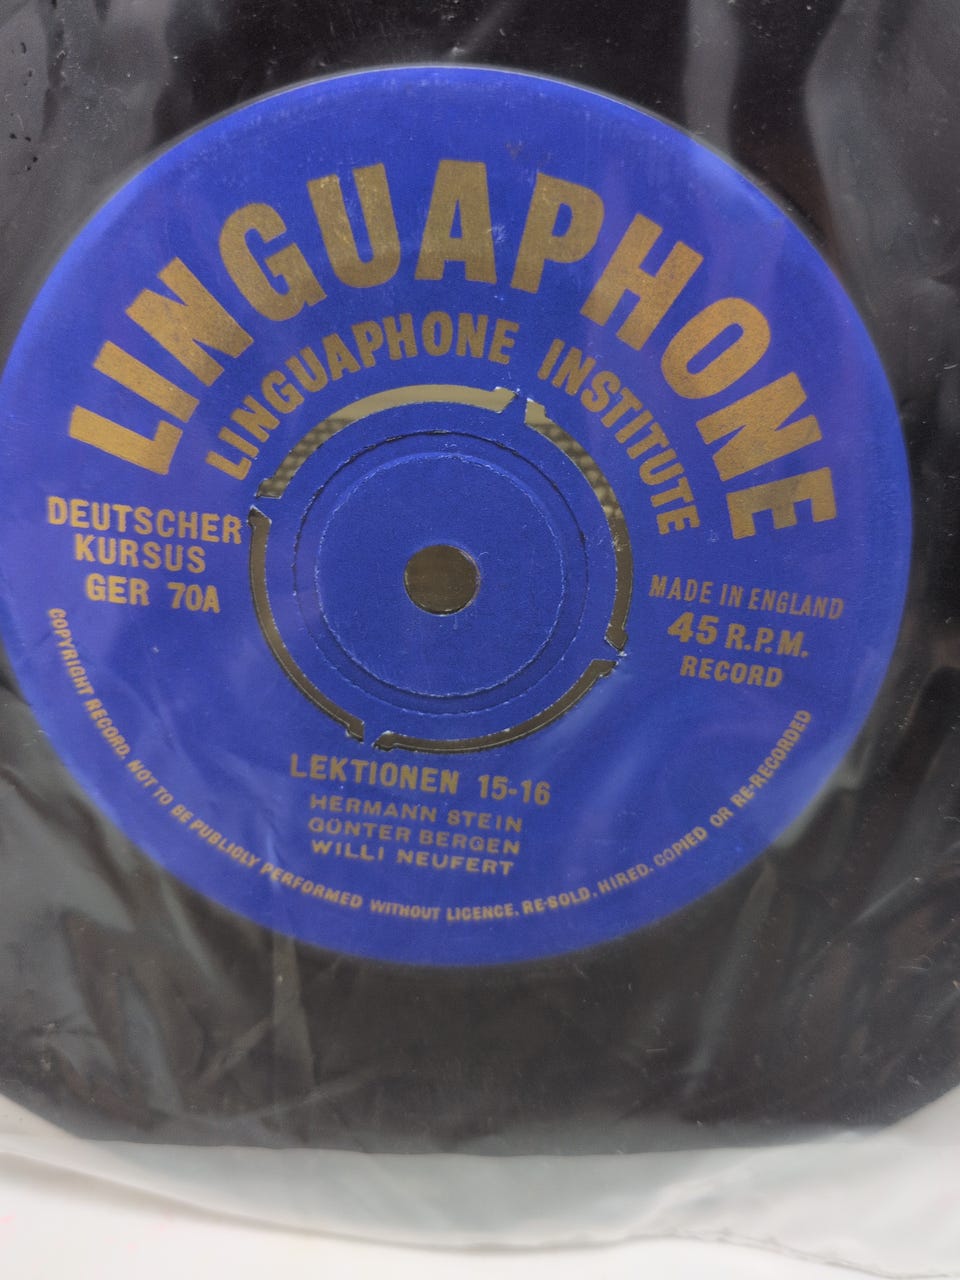 LINGUAPHONE
LINGUAPHONE INSTITUTE
DEUTSCHER
KURSUS
GER 70A
MADE IN ENGLAND
45 R.P.M.
RECORD
LEKTIONEN 15-16
HERMANN STEIN
GÜNTER BERGEN
WILLI NEUFERT
COPYRIGHT RECORD. NOT TO BE PUBLICLY PERFORMED WITHOUT LICENCE. RE-SOLD. HIRED. COPIED OR RE-RECORDED